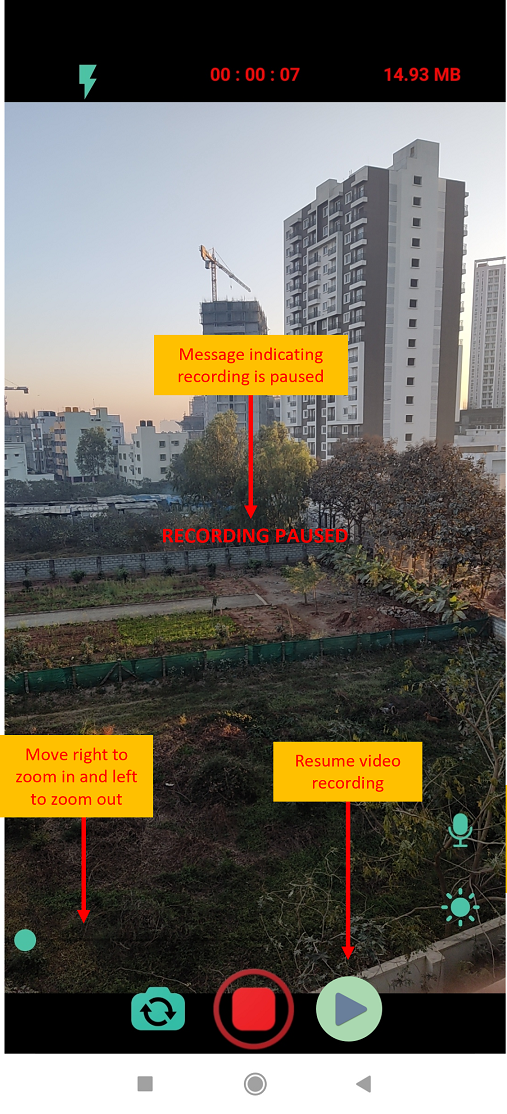 00 : 00 : 07 14.93 MB
Message indicating
recording is paused
RECORDING PAUSED
Move right to
zoom in and left
to zoom out
Resume video
recording